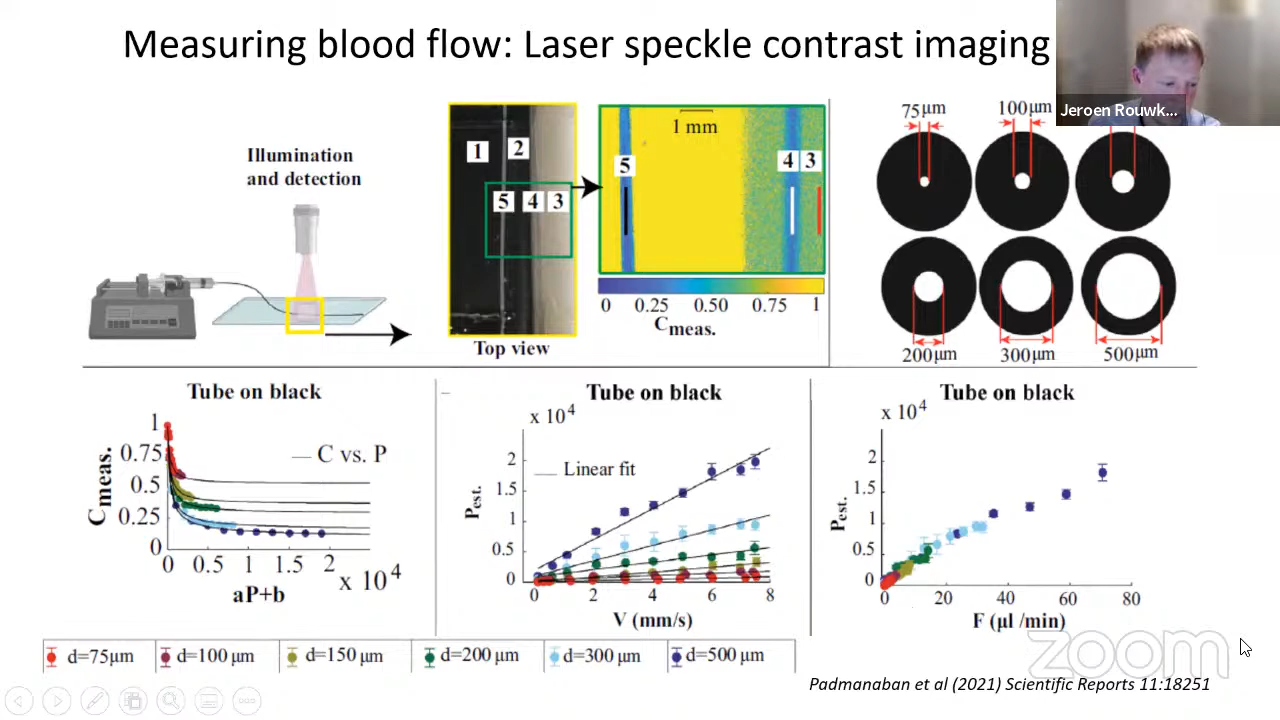 Measuring blood flow: Laser speckle contrast imaging
Jeroen Rouwk...
Illumination
and detection
1
2
5
4
3
Top view
1 mm
5
4
3
0
0.25
0.50
0.75
1
Cmeas.
75μm
100μm
200μm
300μm
500μm
Tube on black
Cmeas.
1
0.75
0.5
0.25
0
C vs. P
0
0.5
1
1.5
2
x 10⁴
aP+b
Tube on black
x 10⁴
Pest.
2
1.5
1
0.5
0
Linear fit
0
2
4
6
8
V (mm/s)
Tube on black
x 10⁴
Pest.
2
1.5
1
0.5
0
0
20
40
60
80
F (μl /min)
d=75μm
d=100 μm
d=150 μm
d=200 μm
d=300 μm
d=500 μm
zoom
Padmanaban et al (2021) Scientific Reports 11:18251